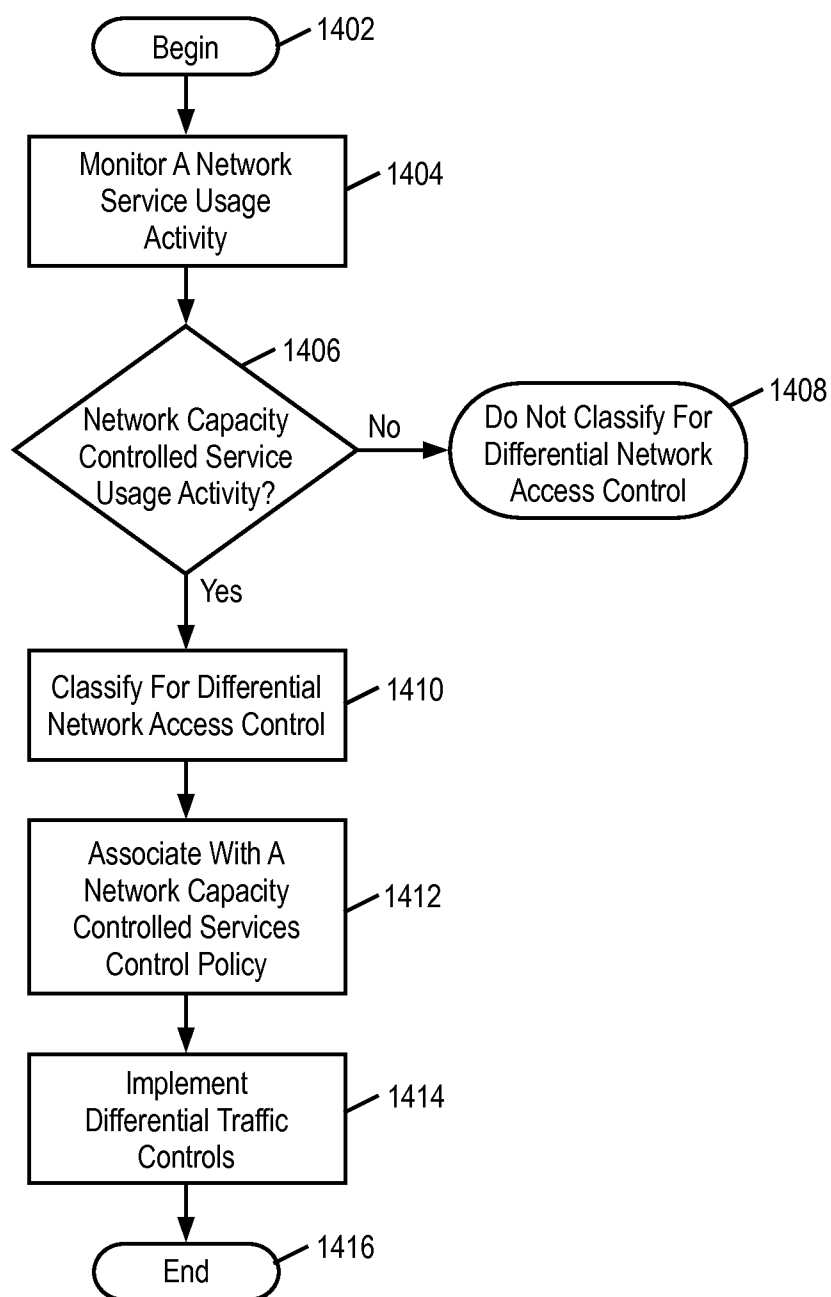 Begin
1402
Monitor A Network
Service Usage
Activity
1404
1406
Network Capacity
Controlled Service
Usage Activity?
No
Do Not Classify For
Differential Network
Access Control
1408
Yes
Classify For Differential
Network Access Control
1410
Associate With A
Network Capacity
Controlled Services
Control Policy
1412
Implement
Differential Traffic
Controls
1414
End
1416